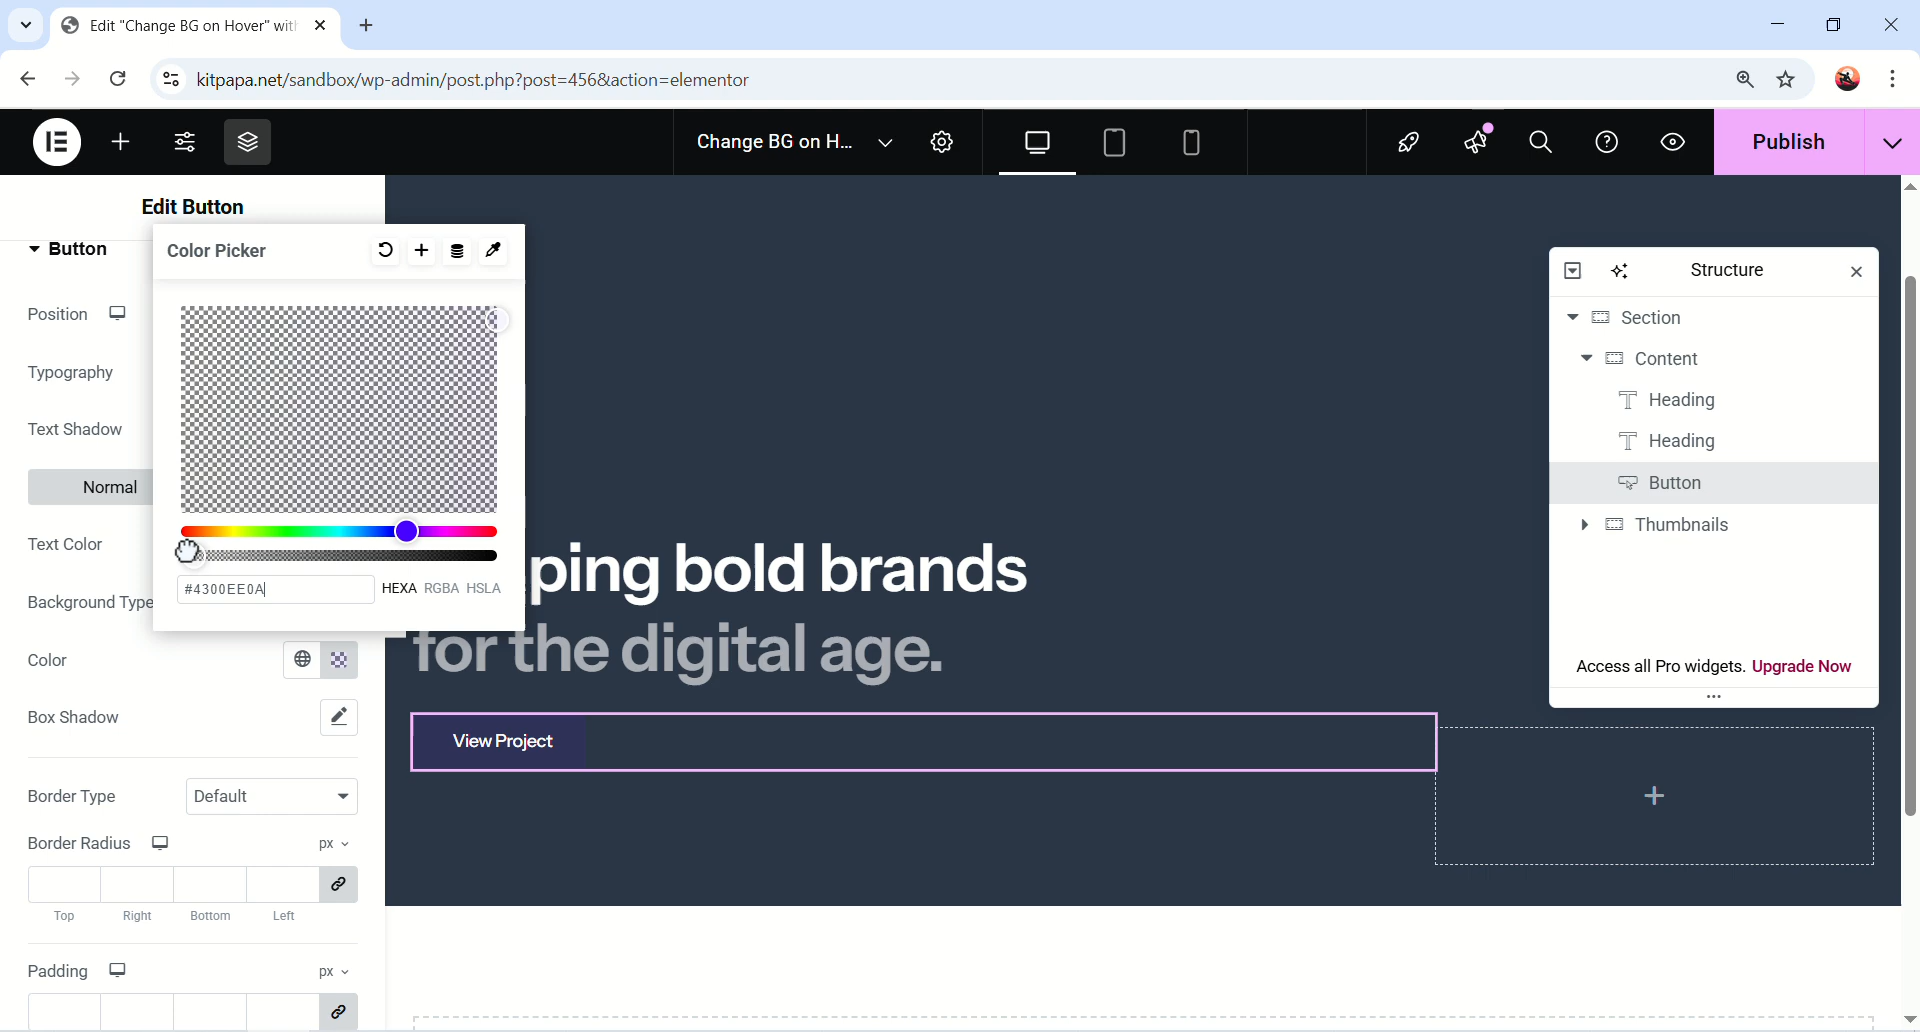 Edit "Change BG on Hover" with
kitpapa.net/sandbox/wp-admin/post.php?post=456&action=elementor
Change BG on H...
Publish
Edit Button
Button
Color Picker
Position
Typography
Text Shadow
Normal
Text Color
#4300EE0A
HEXA RGBA HSLA
Background Type
Color
Box Shadow
Border Type
Default
Border Radius
px
Top Right Bottom Left
Padding
px
ping bold brands
for the digital age.
View Project
Structure
Section
Content
Heading
Heading
Button
Thumbnails
Access all Pro widgets. Upgrade Now